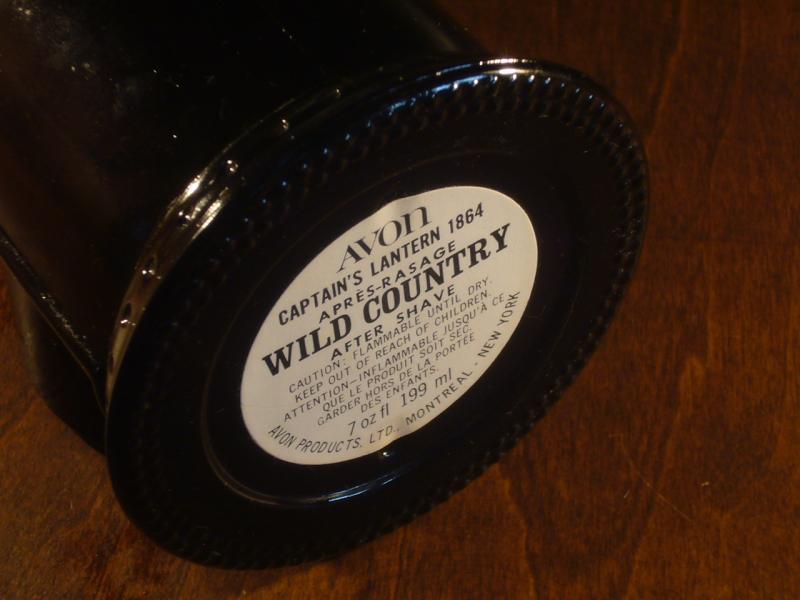 AVON
CAPTAIN'S LANTERN 1864
APRÈS-RASAGE
WILD COUNTRY
AFTER SHAVE
CAUTION: FLAMMABLE UNTIL DRY.
KEEP OUT OF REACH OF CHILDREN.
ATTENTION-INFLAMMABLE JUSQU'À CE
QUE LE PRODUIT SOIT SEC.
GARDER HORS DE LA PORTÉE
DES ENFANTS.
7 oz fl 199 ml
AVON PRODUCTS, LTD., MONTREAL - NEW YORK